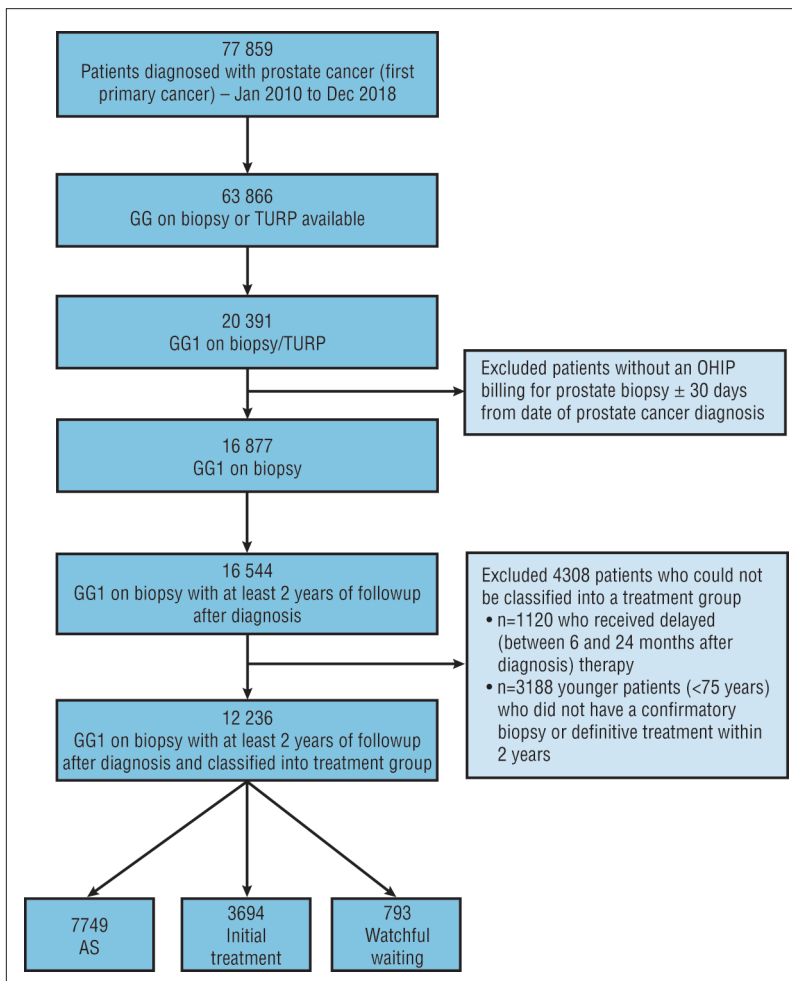 77 859
Patients diagnosed with prostate cancer (first
primary cancer) – Jan 2010 to Dec 2018
63 866
GG on biopsy or TURP available
20 391
GG1 on biopsy/TURP
Excluded patients without an OHIP
billing for prostate biopsy ± 30 days
from date of prostate cancer diagnosis
16 877
GG1 on biopsy
16 544
GG1 on biopsy with at least 2 years of followup
after diagnosis
Excluded 4308 patients who could not
be classified into a treatment group
• n=1120 who received delayed
(between 6 and 24 months after
diagnosis) therapy
• n=3188 younger patients (<75 years)
who did not have a confirmatory
biopsy or definitive treatment within
2 years
12 236
GG1 on biopsy with at least 2 years of followup
after diagnosis and classified into treatment group
7749
AS
3694
Initial
treatment
793
Watchful
waiting